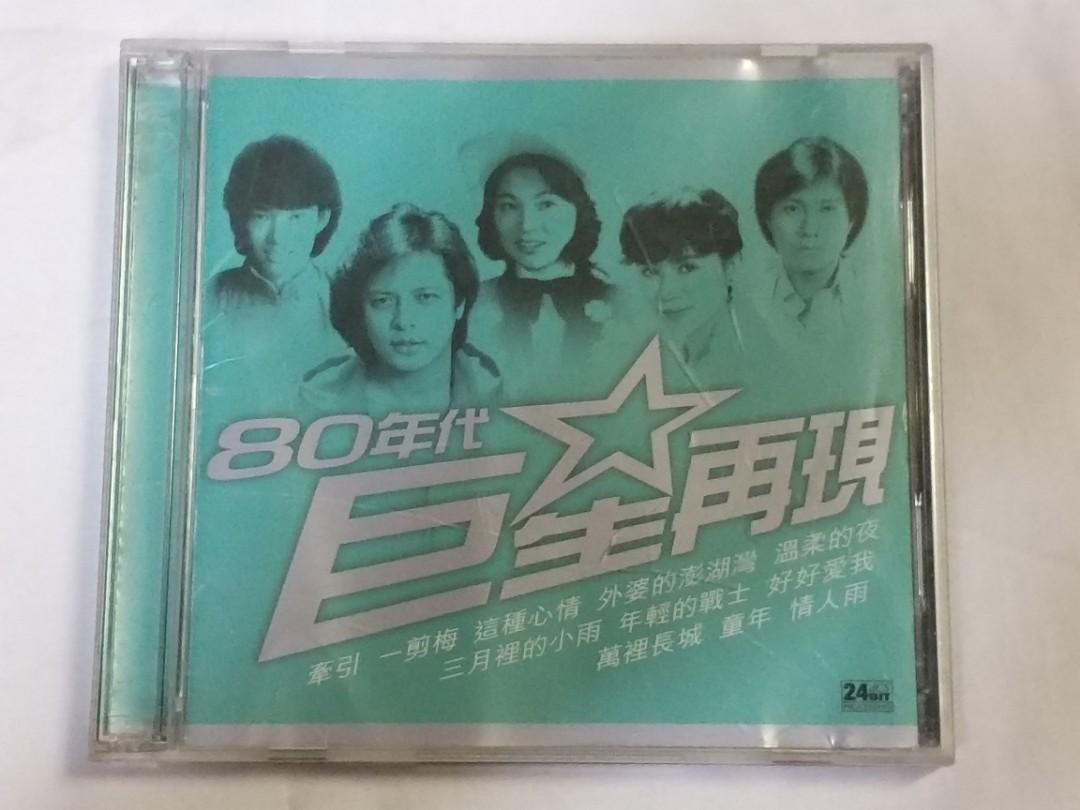 80年代
巨星再現
牽引 一剪梅 這種心情 外婆的澎湖灣 溫柔的夜
三月裡的小雨 年輕的戰士 好好愛我
萬裡長城 童年 情人雨
24 BIT